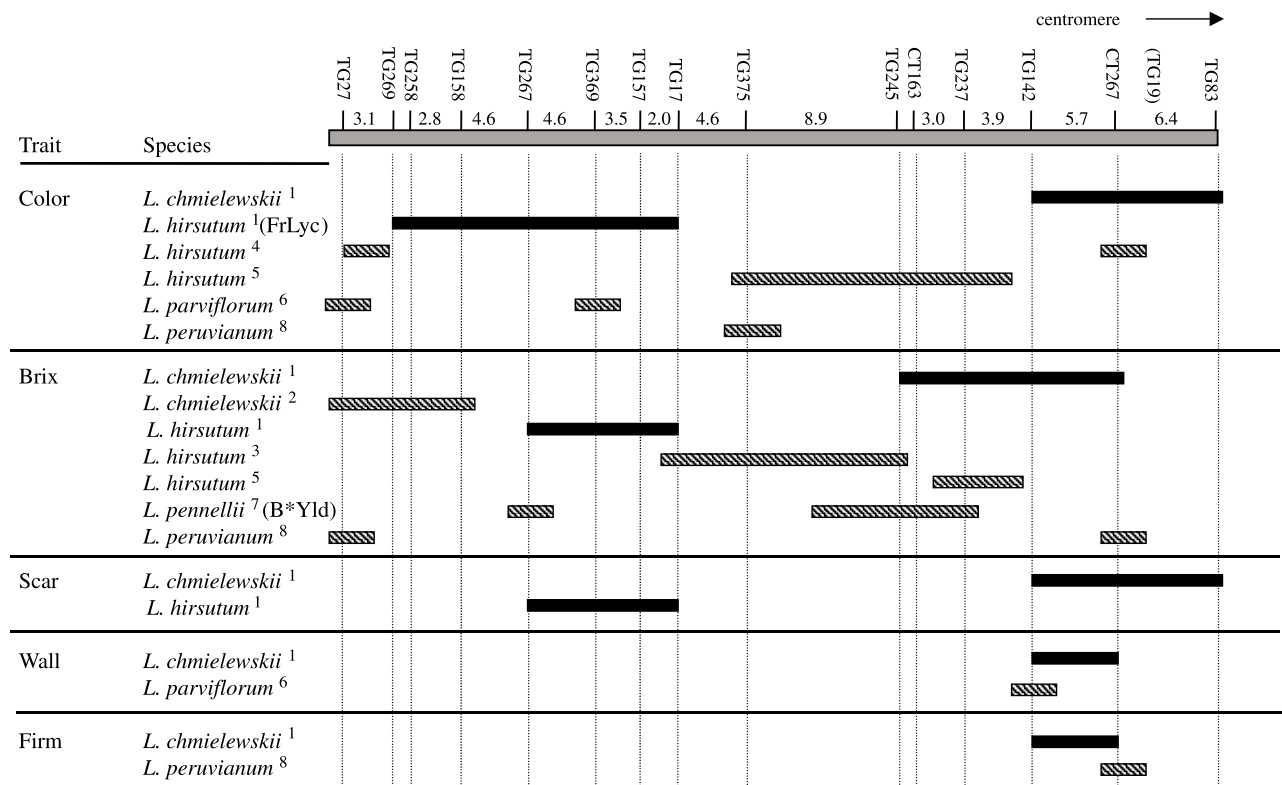 centromere
TG27 TG269 TG258 TG158 TG267 TG369 TG157 TG17 TG375 TG245 CT163 TG237 TG142 CT267 (TG19) TG83
3.1 2.8 4.6 4.6 3.5 2.0 4.6 8.9 3.0 3.9 5.7 6.4
Trait Species
Color L. chmielewskii 1
L. hirsutum 1 (FrLyc)
L. hirsutum 4
L. hirsutum 5
L. parviflorum 6
L. peruvianum 8
Brix L. chmielewskii 1
L. chmielewskii 2
L. hirsutum 1
L. hirsutum 3
L. hirsutum 5
L. pennellii 7 (B*Yld)
L. peruvianum 8
Scar L. chmielewskii 1
L. hirsutum 1
Wall L. chmielewskii 1
L. parviflorum 6
Firm L. chmielewskii 1
L. peruvianum 8